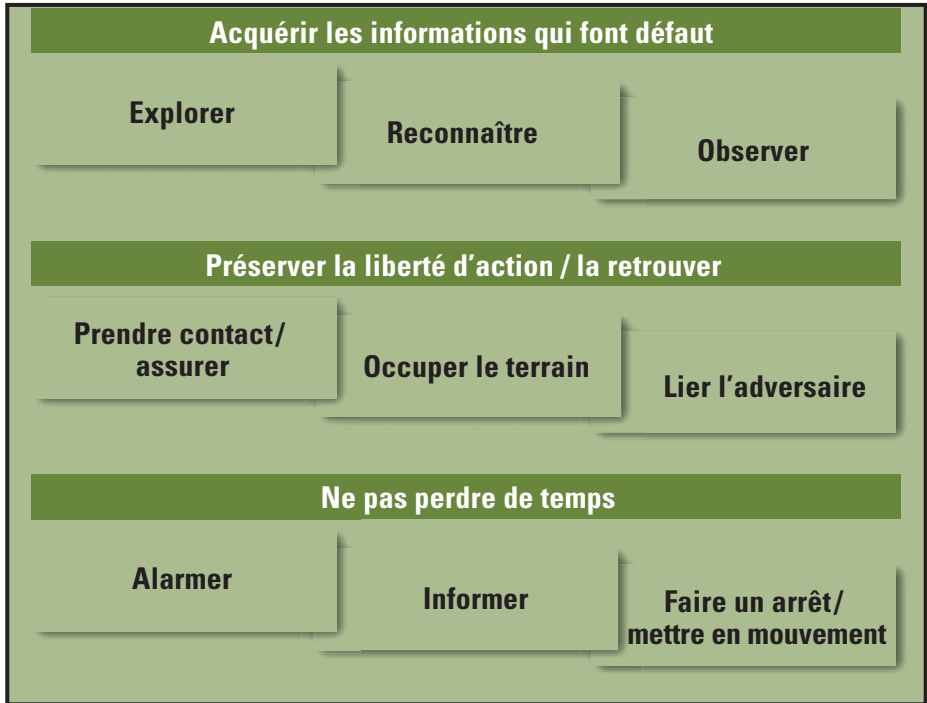 Acquérir les informations qui font défaut
Explorer
Reconnaître
Observer
Préserver la liberté d’action / la retrouver
Prendre contact/
assurer
Occuper le terrain
Lier l’adversaire
Ne pas perdre de temps
Alarmer
Informer
Faire un arrêt/
mettre en mouvement